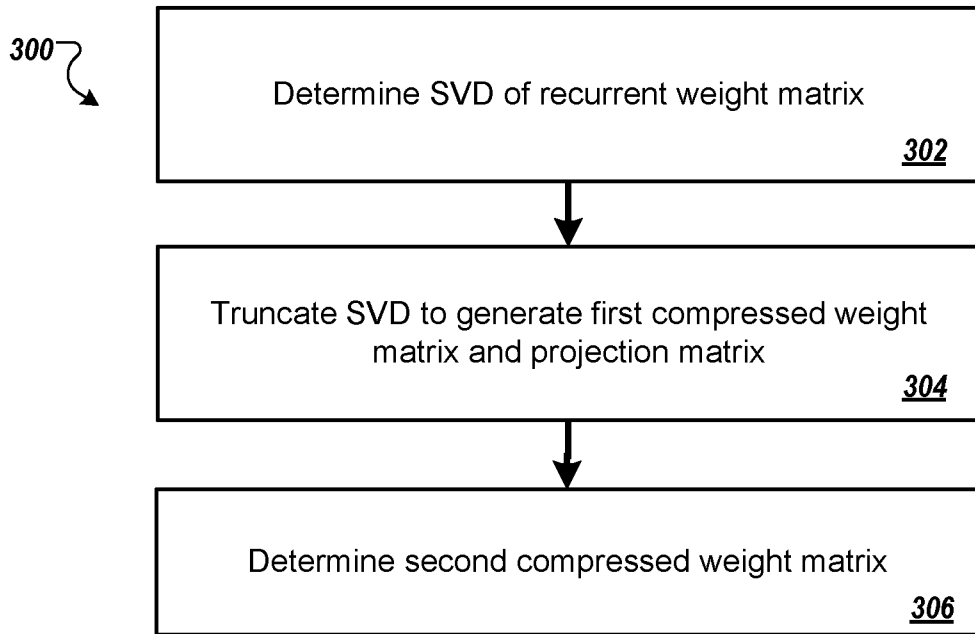 300
Determine SVD of recurrent weight matrix
302
Truncate SVD to generate first compressed weight
matrix and projection matrix
304
Determine second compressed weight matrix
306